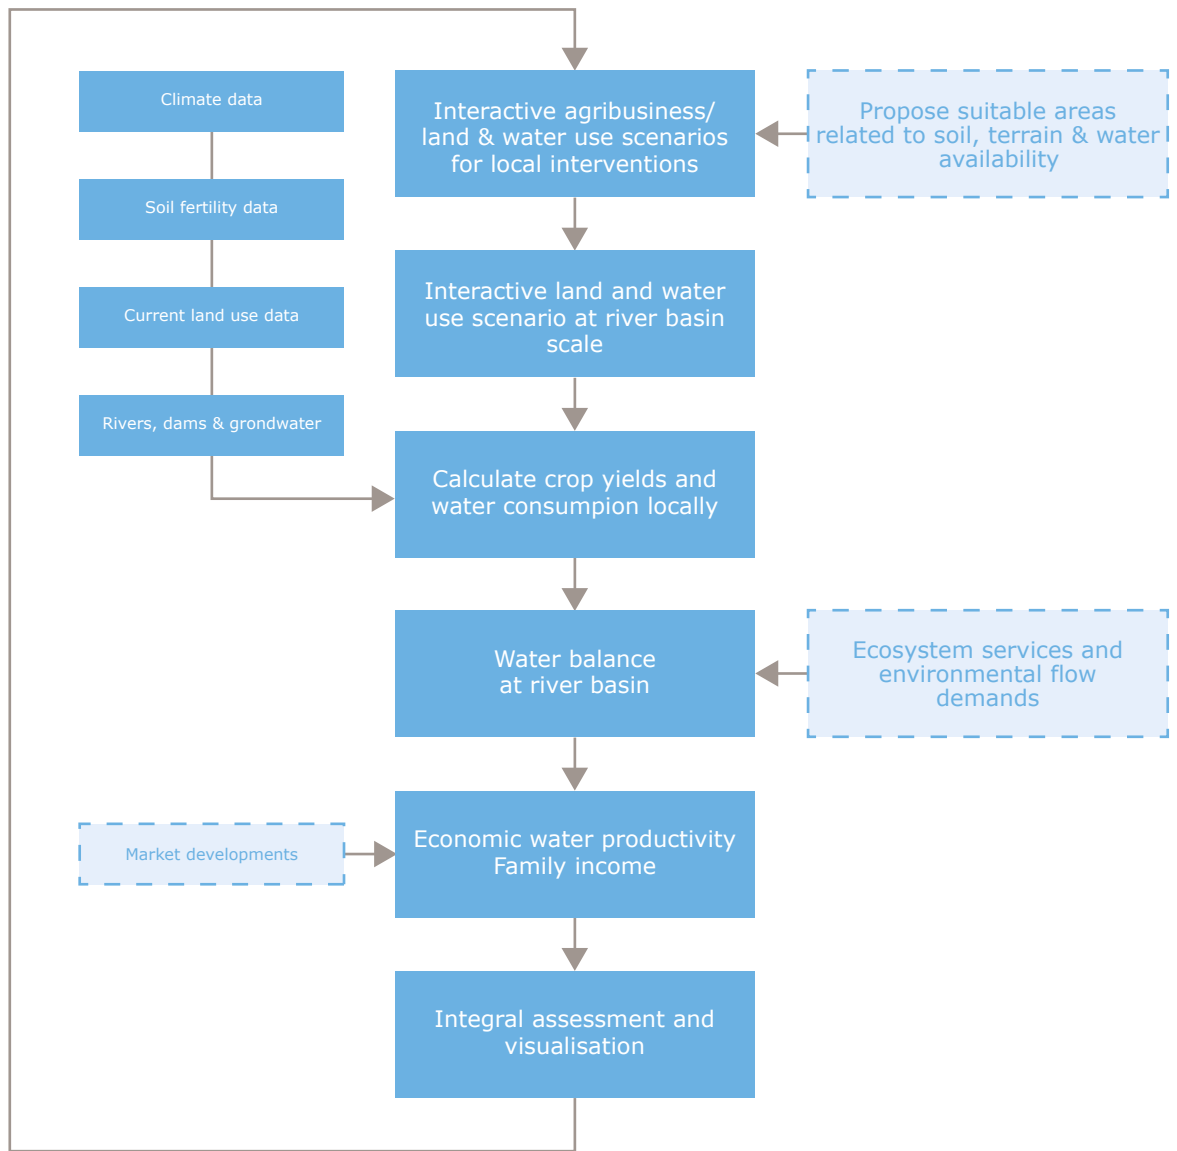 Climate data
Soil fertility data
Current land use data
Rivers, dams & grondwater
Interactive agribusiness/
land & water use scenarios
for local interventions
Propose suitable areas
related to soil, terrain & water
availability
Interactive land and water
use scenario at river basin
scale
Calculate crop yields and
water consumpion locally
Water balance
at river basin
Ecosystem services and
environmental flow
demands
Market developments
Economic water productivity
Family income
Integral assessment and
visualisation